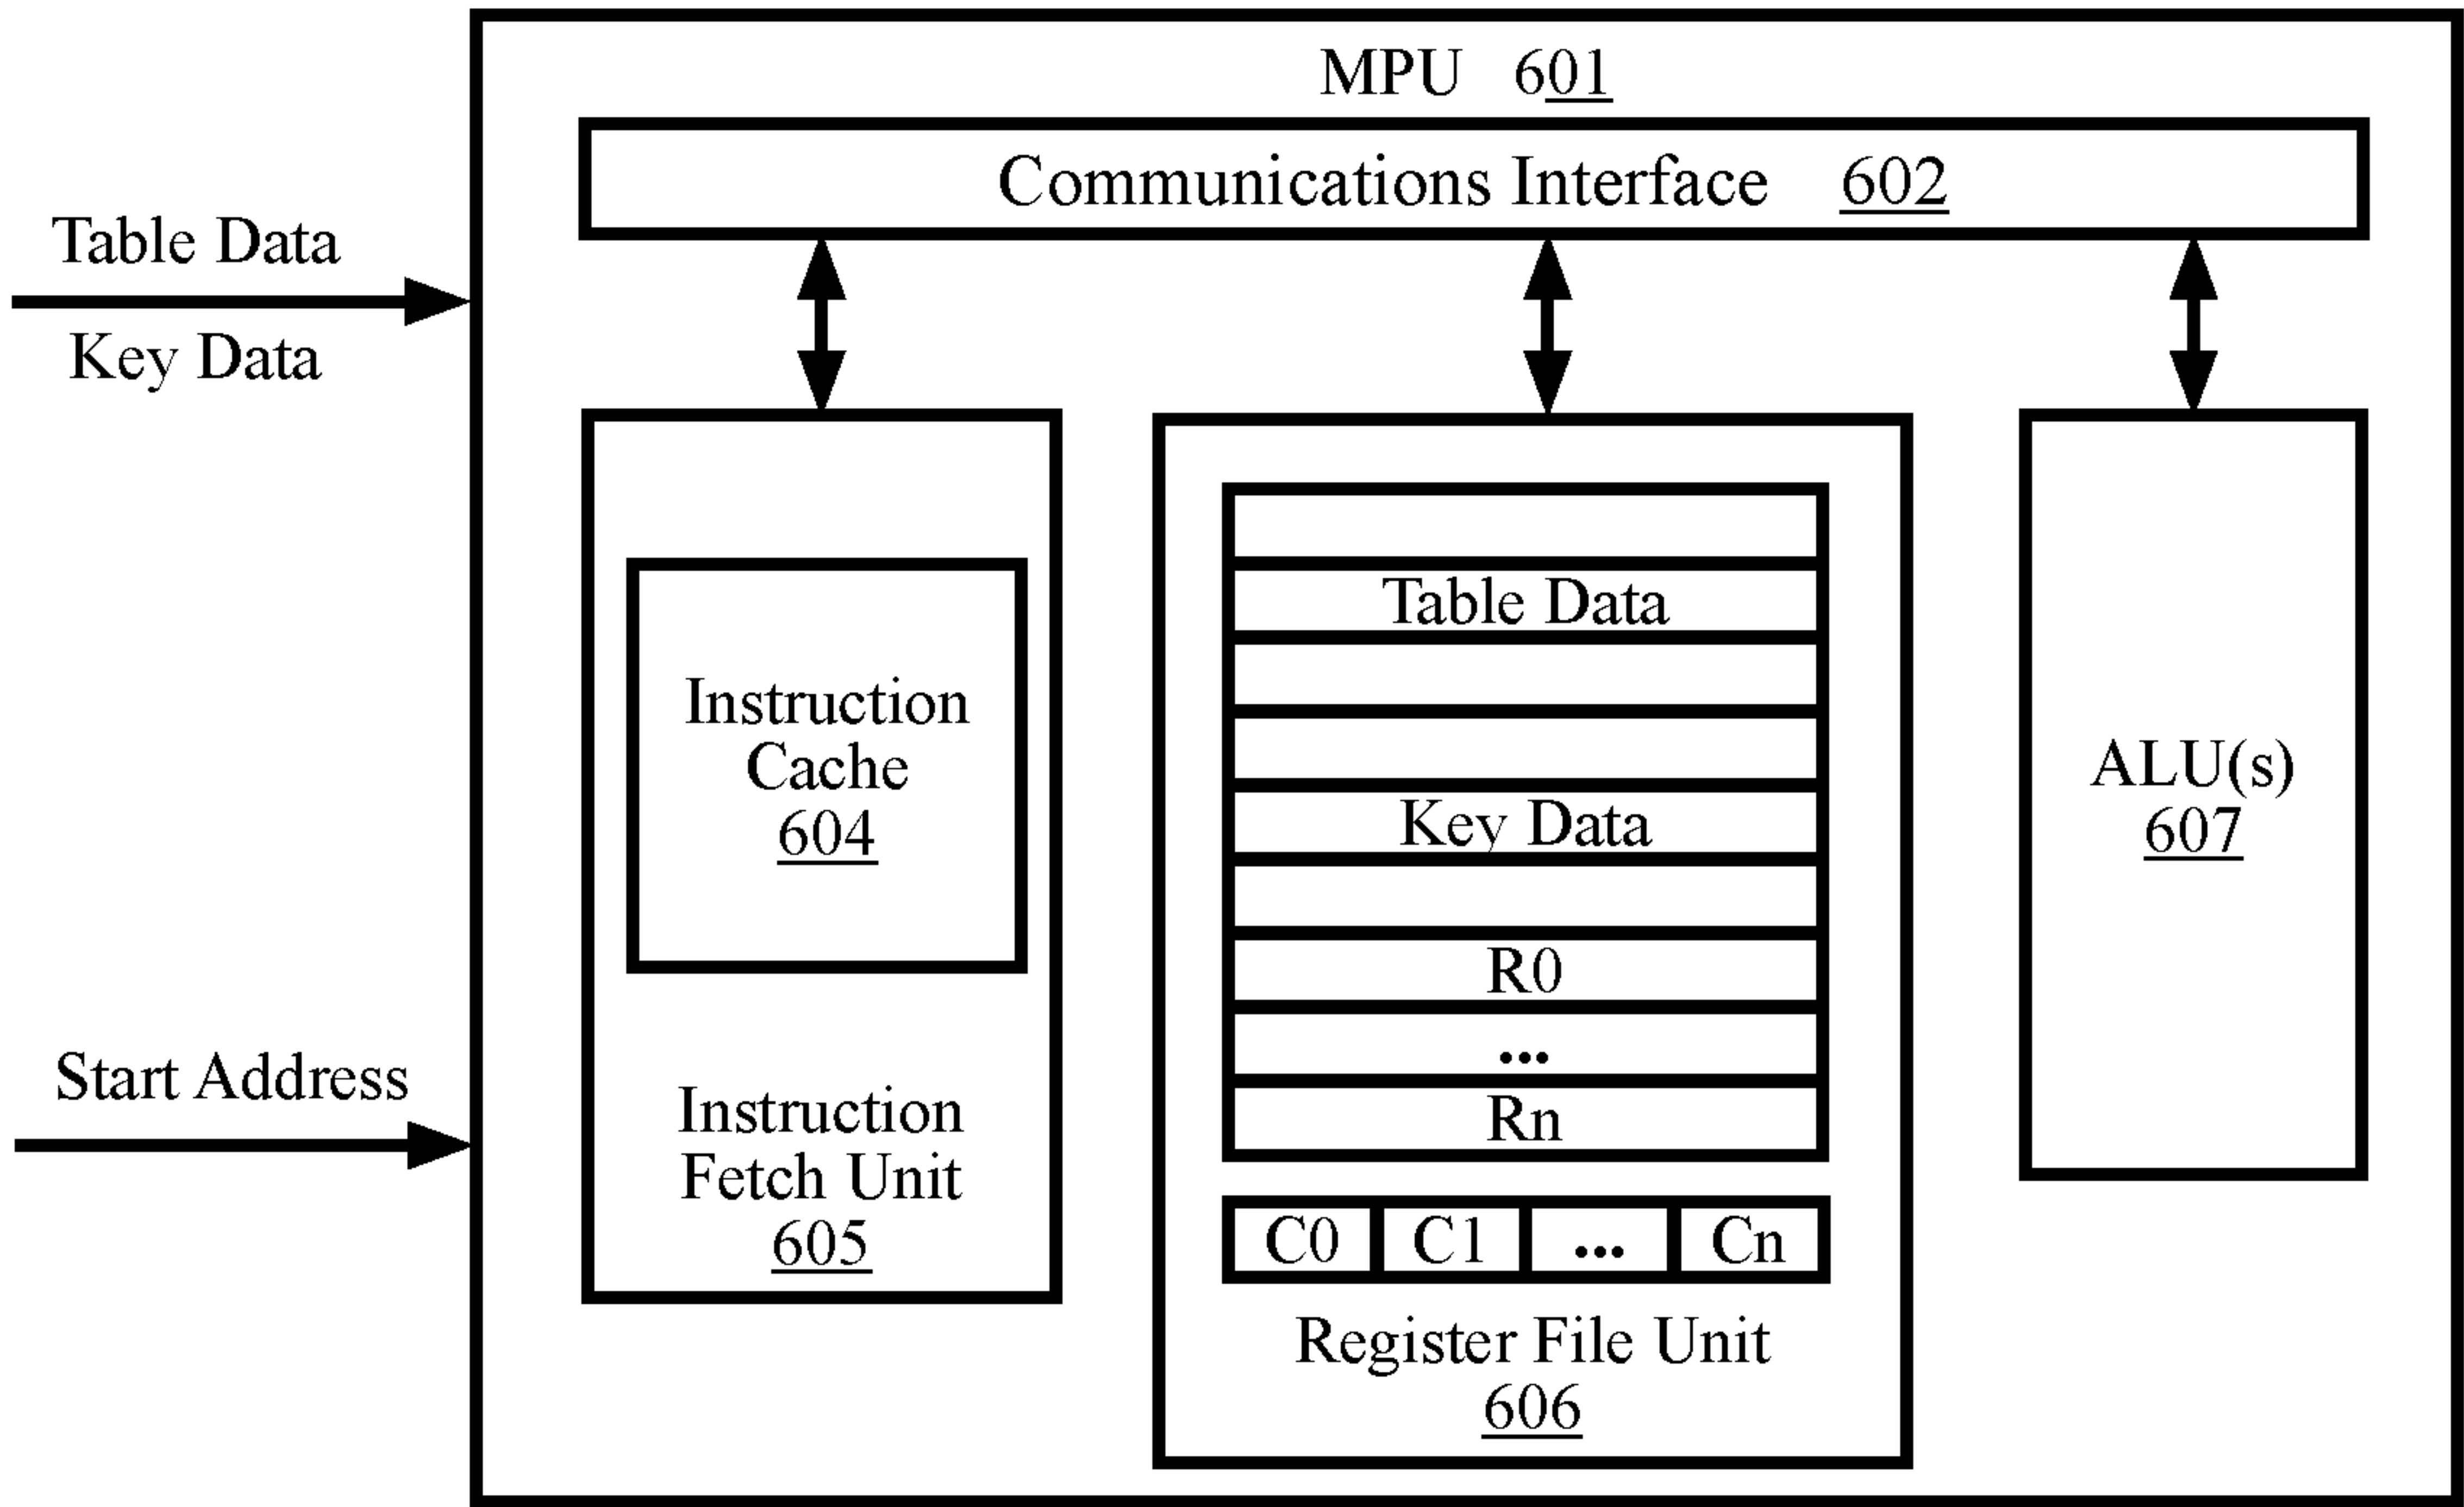 MPU 601
Communications Interface 602
Table Data
Key Data
Start Address
Instruction
Cache
604
Instruction
Fetch Unit
605
Table Data
Key Data
R0
...
Rn
C0 C1 ... Cn
Register File Unit
606
ALU(s)
607